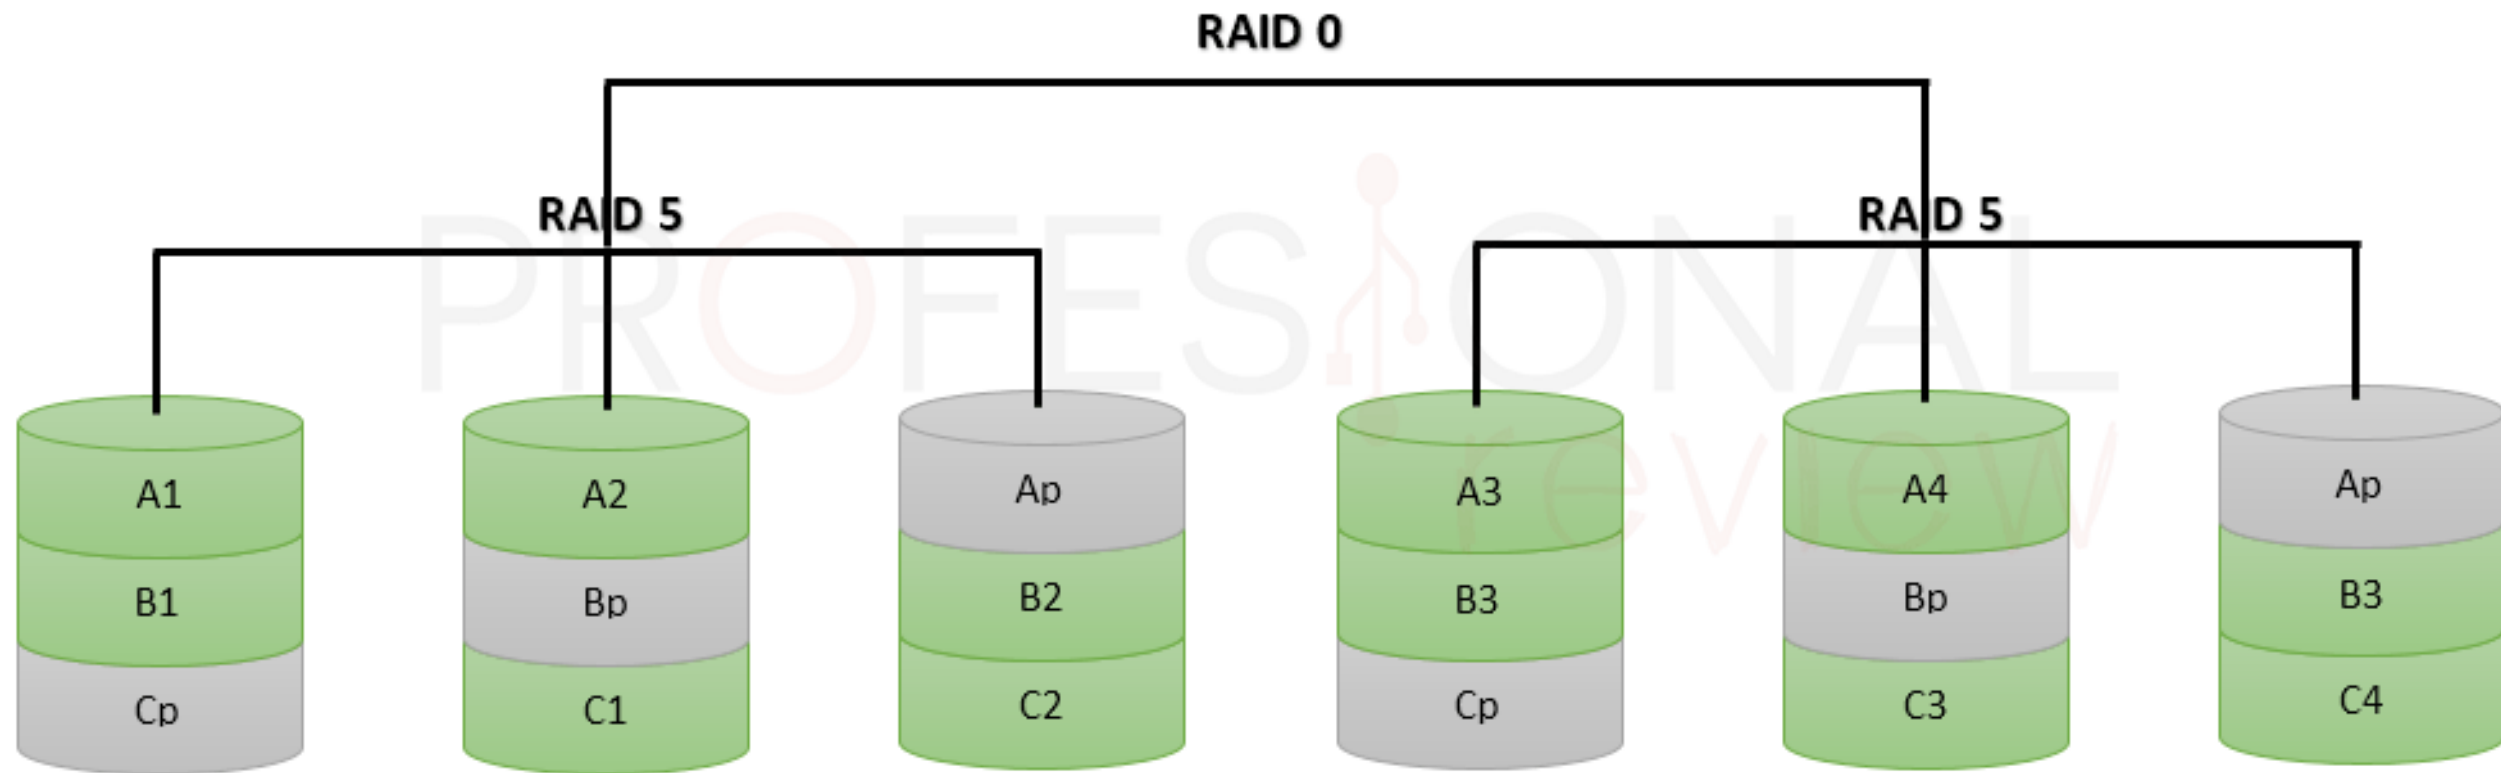 RAID 0
RAID 5 RAID 5
PROFESIONAL
review
A1 A2 Ap A3 A4 Ap
B1 Bp B2 B3 Bp B3
Cp C1 C2 Cp C3 C4